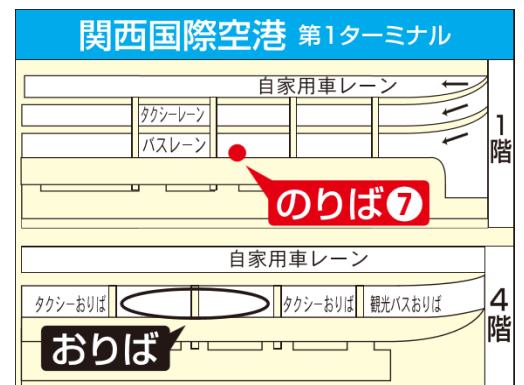 関西国際空港 第1ターミナル
自家用車レーン
タクシーレーン
バスレーン
1階
のりば❼
自家用車レーン
タクシーおりば
タクシーおりば
観光バスおりば
4階
おりば